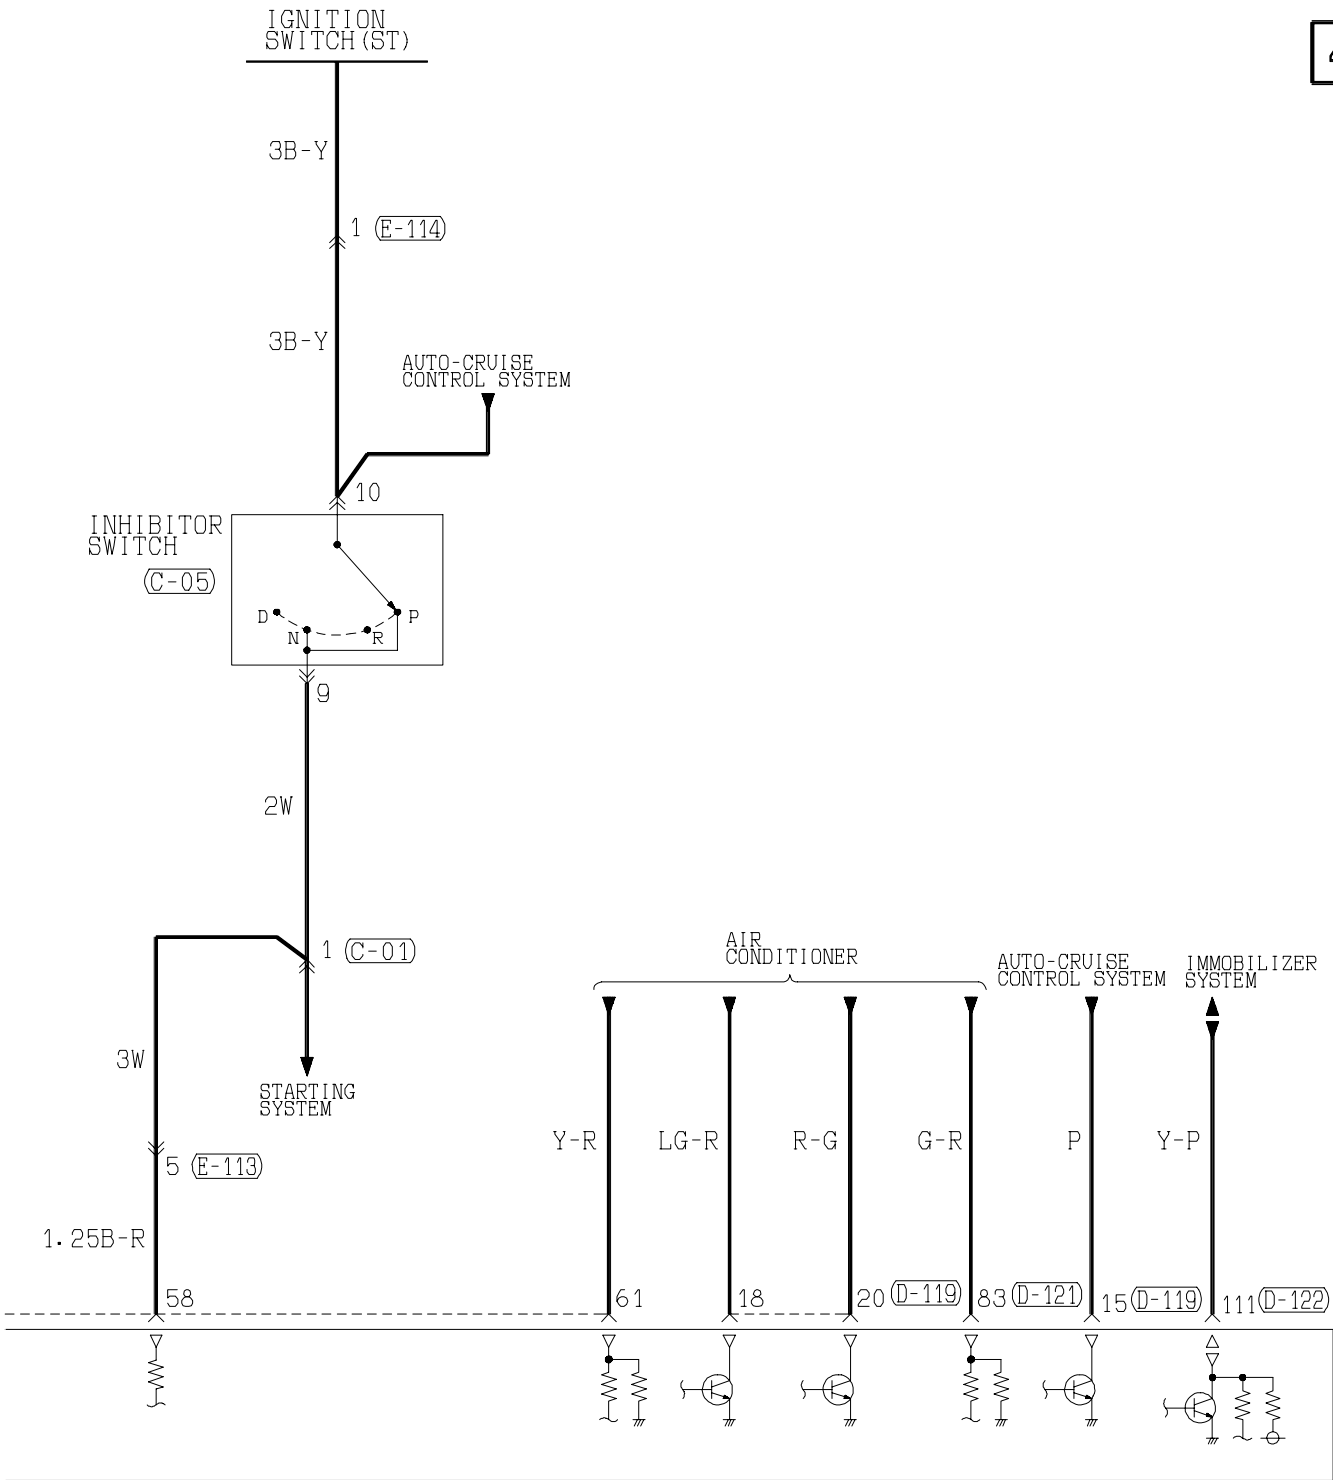 IGNITION
SWITCH(ST)
3B-Y
1 E-114
3B-Y
AUTO-CRUISE
CONTROL SYSTEM
10
INHIBITOR
SWITCH
C-05
D
P
N
R
9
2W
1 C-01
AIR
CONDITIONER
AUTO-CRUISE
CONTROL SYSTEM
IMMOBILIZER
SYSTEM
3W
STARTING
SYSTEM
Y-R
LG-R
R-G
G-R
P
Y-P
5 E-113
1.25B-R
58
61
18
20 D-119
83 D-121
15 D-119
111 D-122